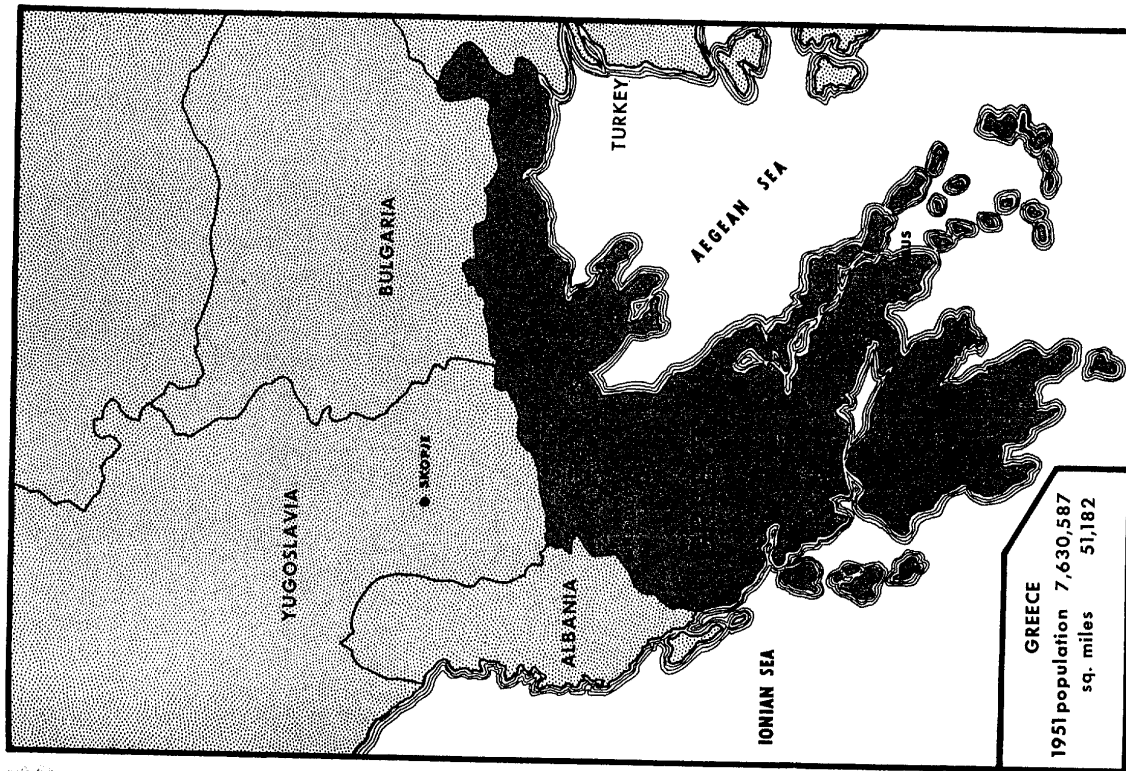 YUGOSLAVIA
BULGARIA
SKOPJE
ALBANIA
TURKEY
AEGEAN SEA
IONIAN SEA
GREECE
1951 population 7,630,587
sq. miles 51,182